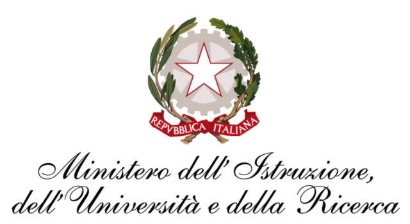 REPVBBLICA ITALIANA
Ministero dell'Istruzione,
dell'Università e della Ricerca